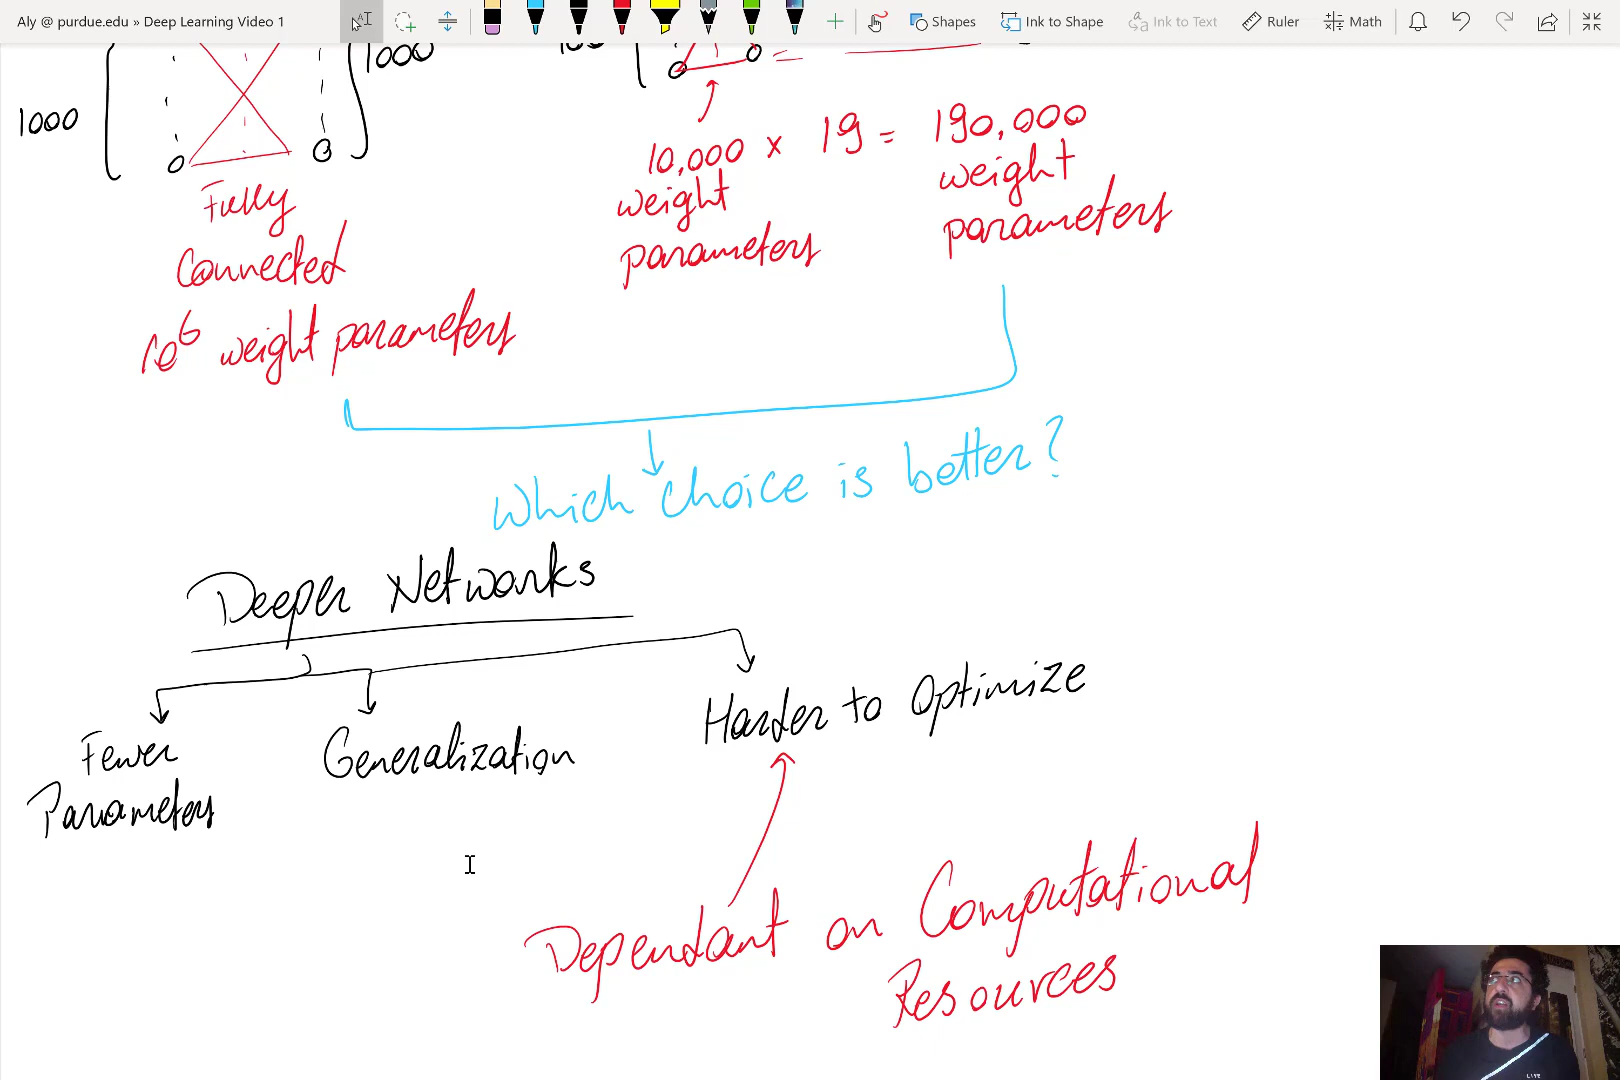 Aly @ purdue.edu » Deep Learning Video 1
Shapes
Ink to Shape
Ink to Text
Ruler
Math
1000
1000
Fully
Connected
10⁶ weight parameters
10,000 × 19 = 190,000
weight
parameters
weight
parameters
Which choice is better?
Deeper Networks
Fewer
Parameters
Generalization
Harder to Optimize
Dependant on Computational
Resources